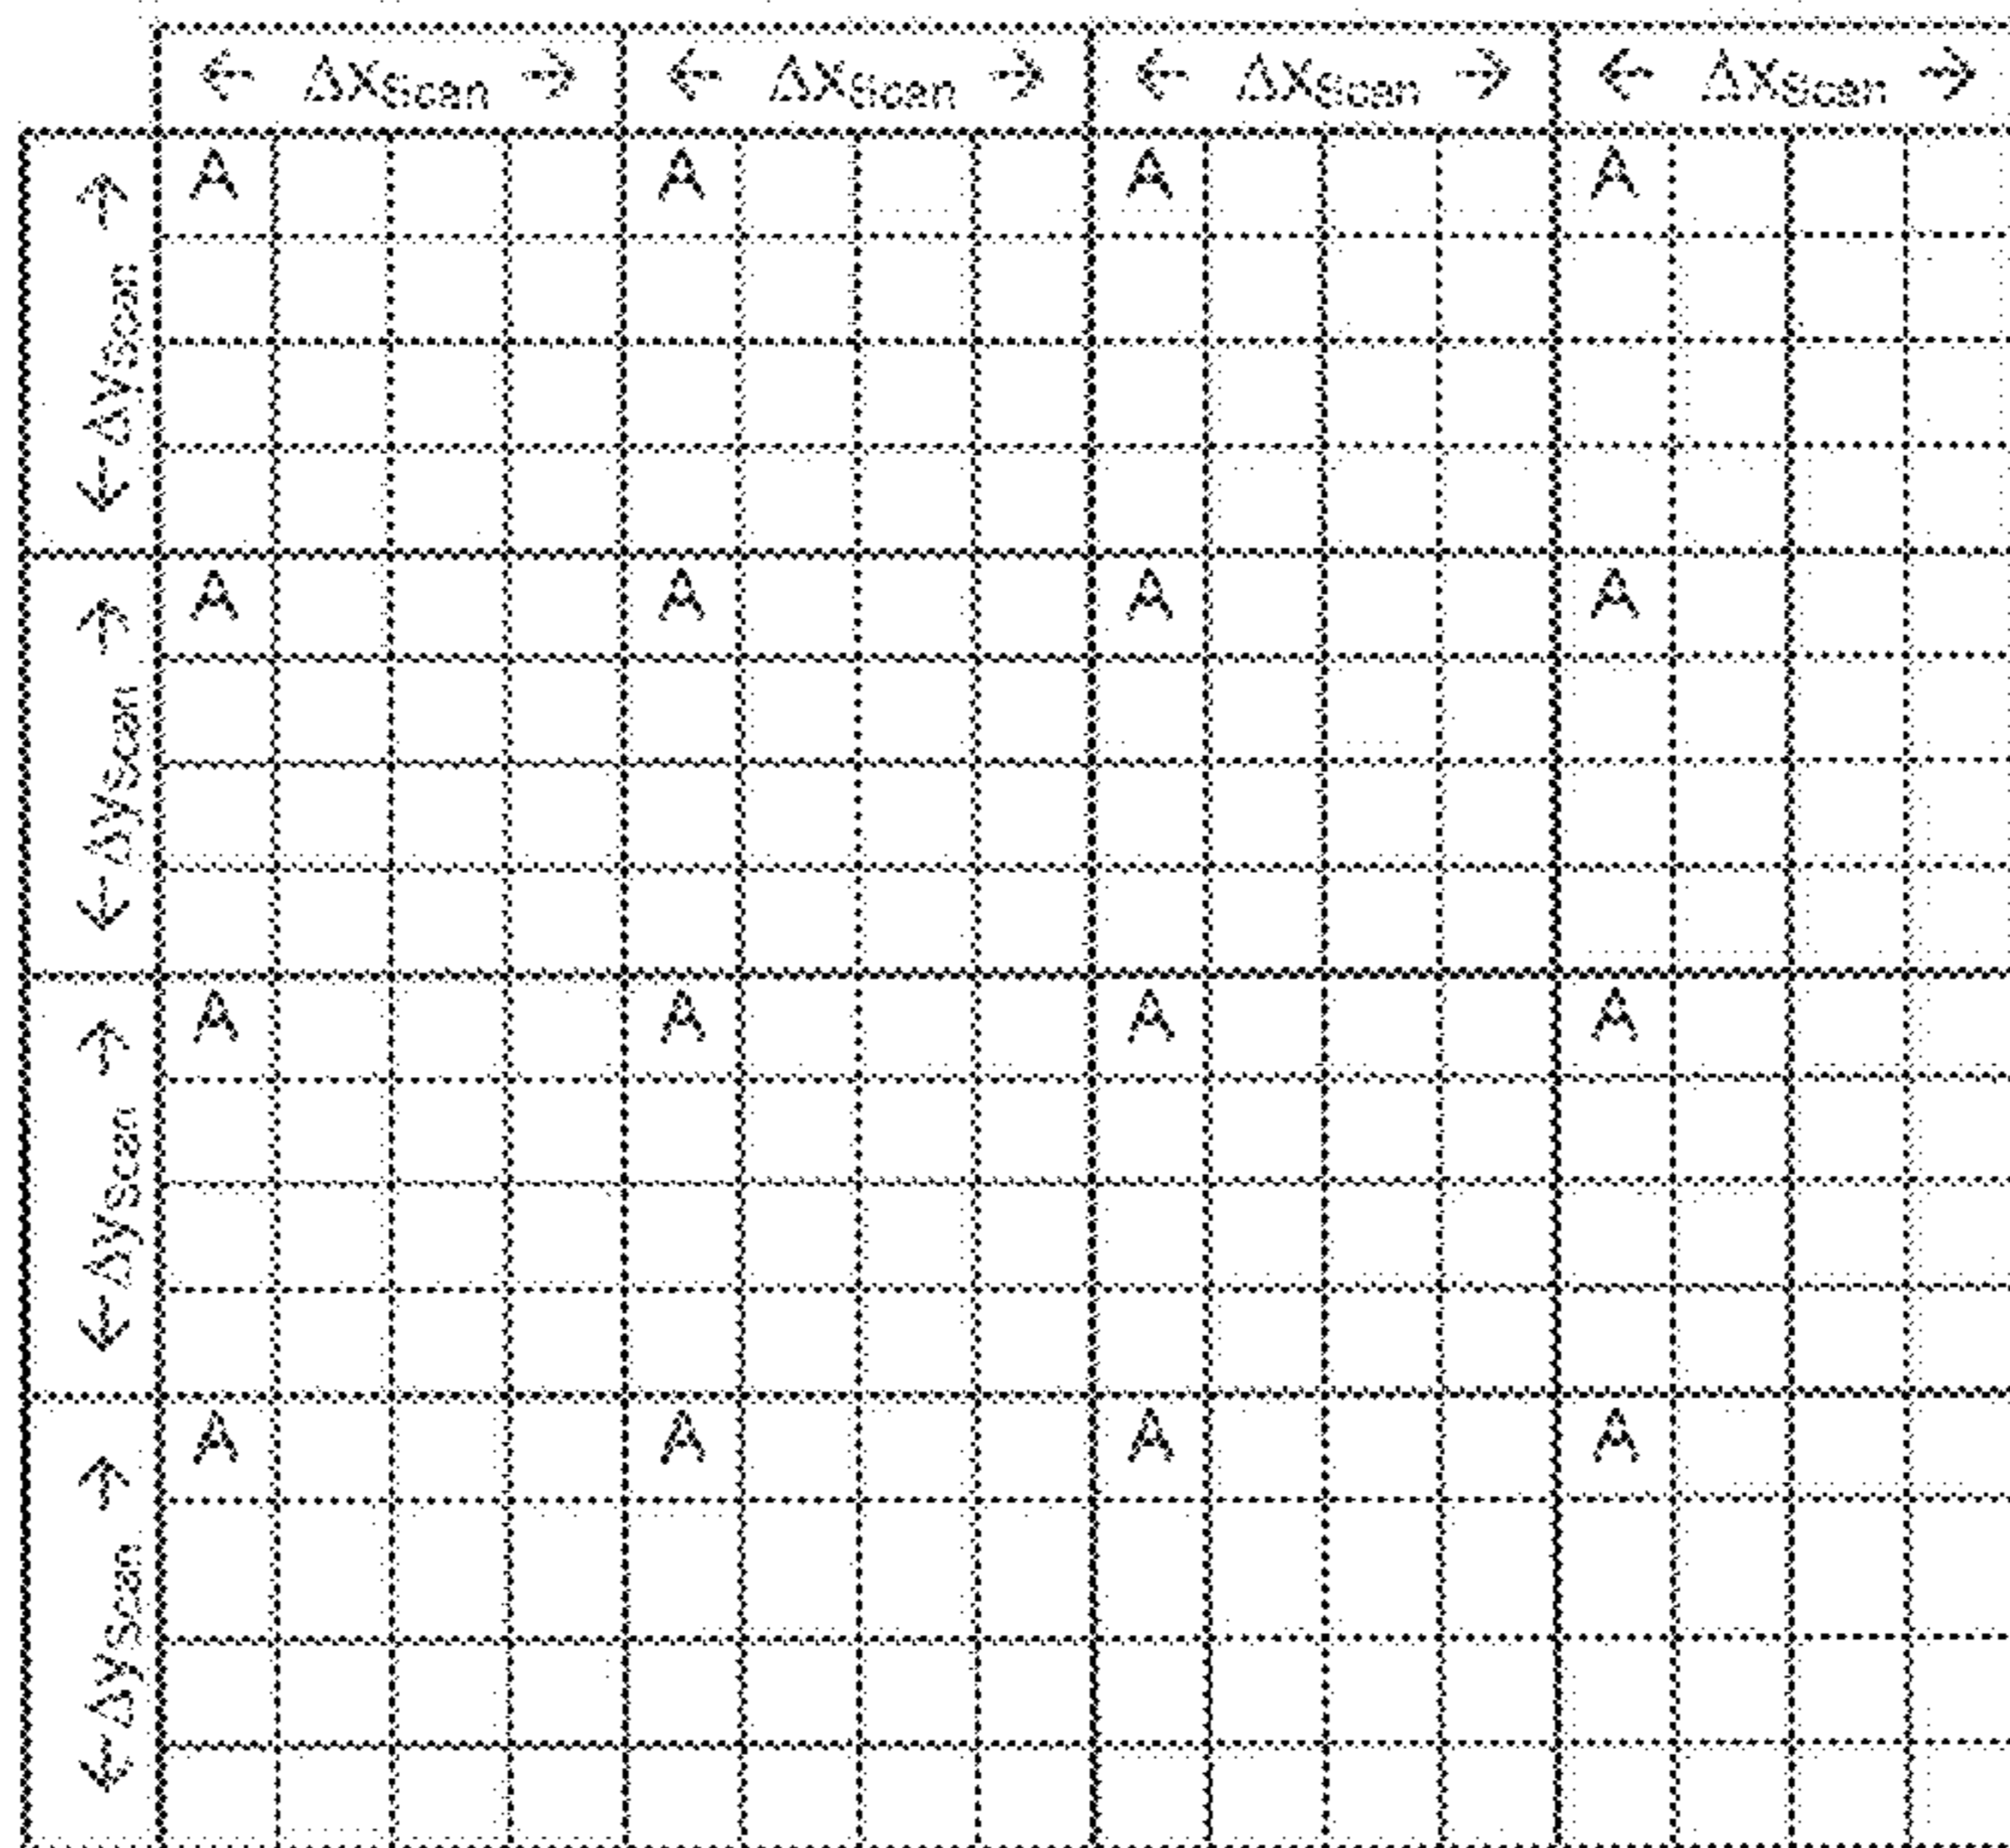 ← ΔXScan → ← ΔXScan → ← ΔXScan → ← ΔXScan →
← ΔyScan →
A A A A
← ΔyScan →
A A A A
← ΔyScan →
A A A A
← ΔyScan →
A A A A